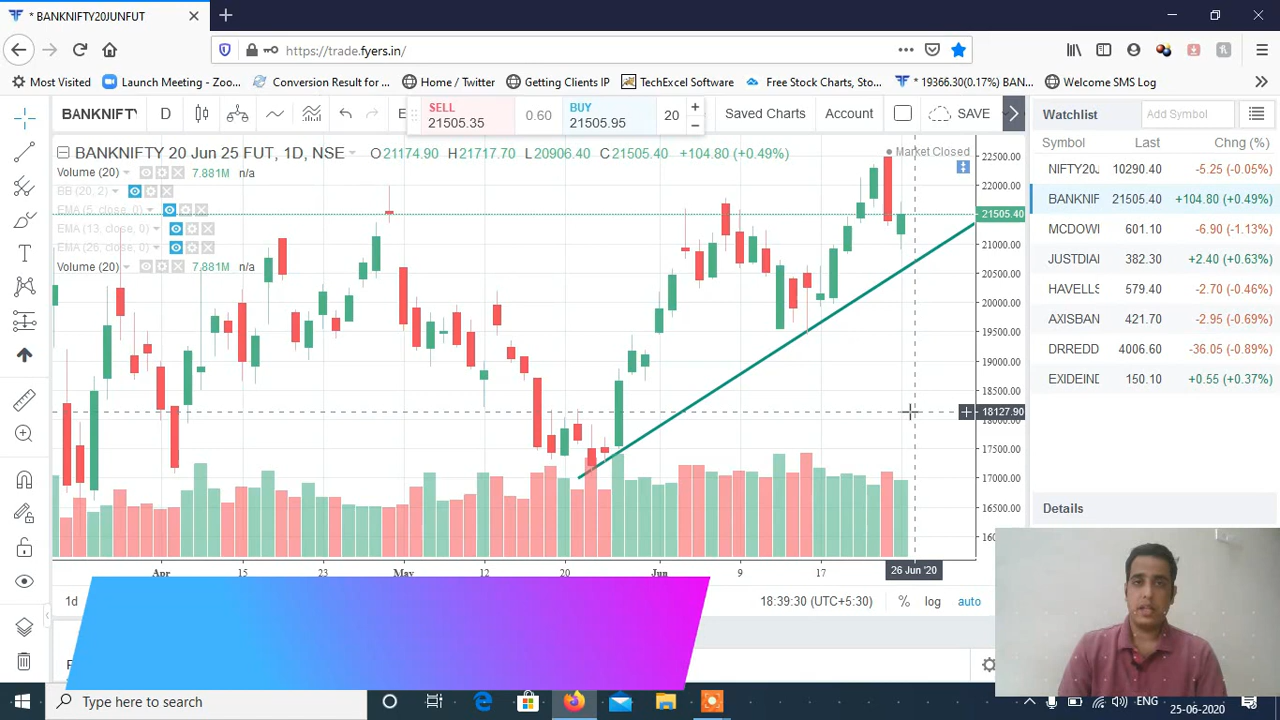 * BANKNIFTY20JUNFUT
https://trade.fyers.in/
Most Visited
Launch Meeting - Zoo...
Conversion Result for ...
Home / Twitter
Getting Clients IP
TechExcel Software
Free Stock Charts, Sto...
* 19366.30(0.17%) BAN...
Welcome SMS Log
BANKNIFTY
D
SELL
21505.35
0.60
BUY
21505.95
20
Saved Charts
Account
SAVE
Watchlist
Add Symbol
BANKNIFTY 20 Jun 25 FUT, 1D, NSE
O21174.90 H21717.70 L20906.40 C21505.40 +104.80 (+0.49%)
Market Closed
Volume (20) 7.881M n/a
BB (20, 2)
EMA (5, close, 0)
EMA (13, close, 0)
EMA (26, close, 0)
Volume (20) 7.881M n/a
22500.00
22000.00
21505.40
21000.00
20500.00
20000.00
19500.00
19000.00
18500.00
18127.90
18000.00
17500.00
17000.00
16500.00
Symbol Last Chng (%)
NIFTY20J 10290.40 -5.25 (-0.05%)
BANKNIF 21505.40 +104.80 (+0.49%)
MCDOWI 601.10 -6.90 (-1.13%)
JUSTDIAI 382.30 +2.40 (+0.63%)
HAVELLS 579.40 -2.70 (-0.46%)
AXISBAN 421.70 -2.95 (-0.69%)
DRREDD 4006.60 -36.05 (-0.89%)
EXIDEIND 150.10 +0.55 (+0.37%)
Details
Apr 15 23 May 12 20 Jun 9 17
26 Jun '20
1d
18:39:30 (UTC+5:30)
%
log
auto
Type here to search
ENG
25-06-2020